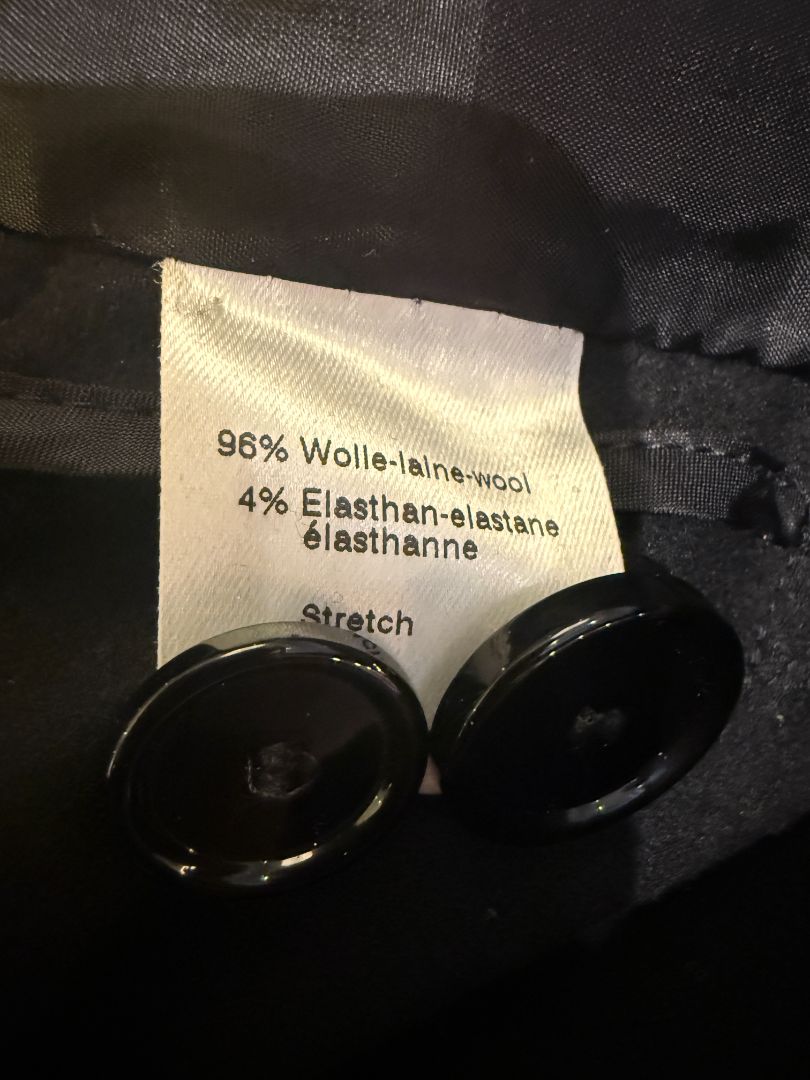 96% Wolle-laine-wool
4% Elasthan-elastane
élasthanne
Stretch